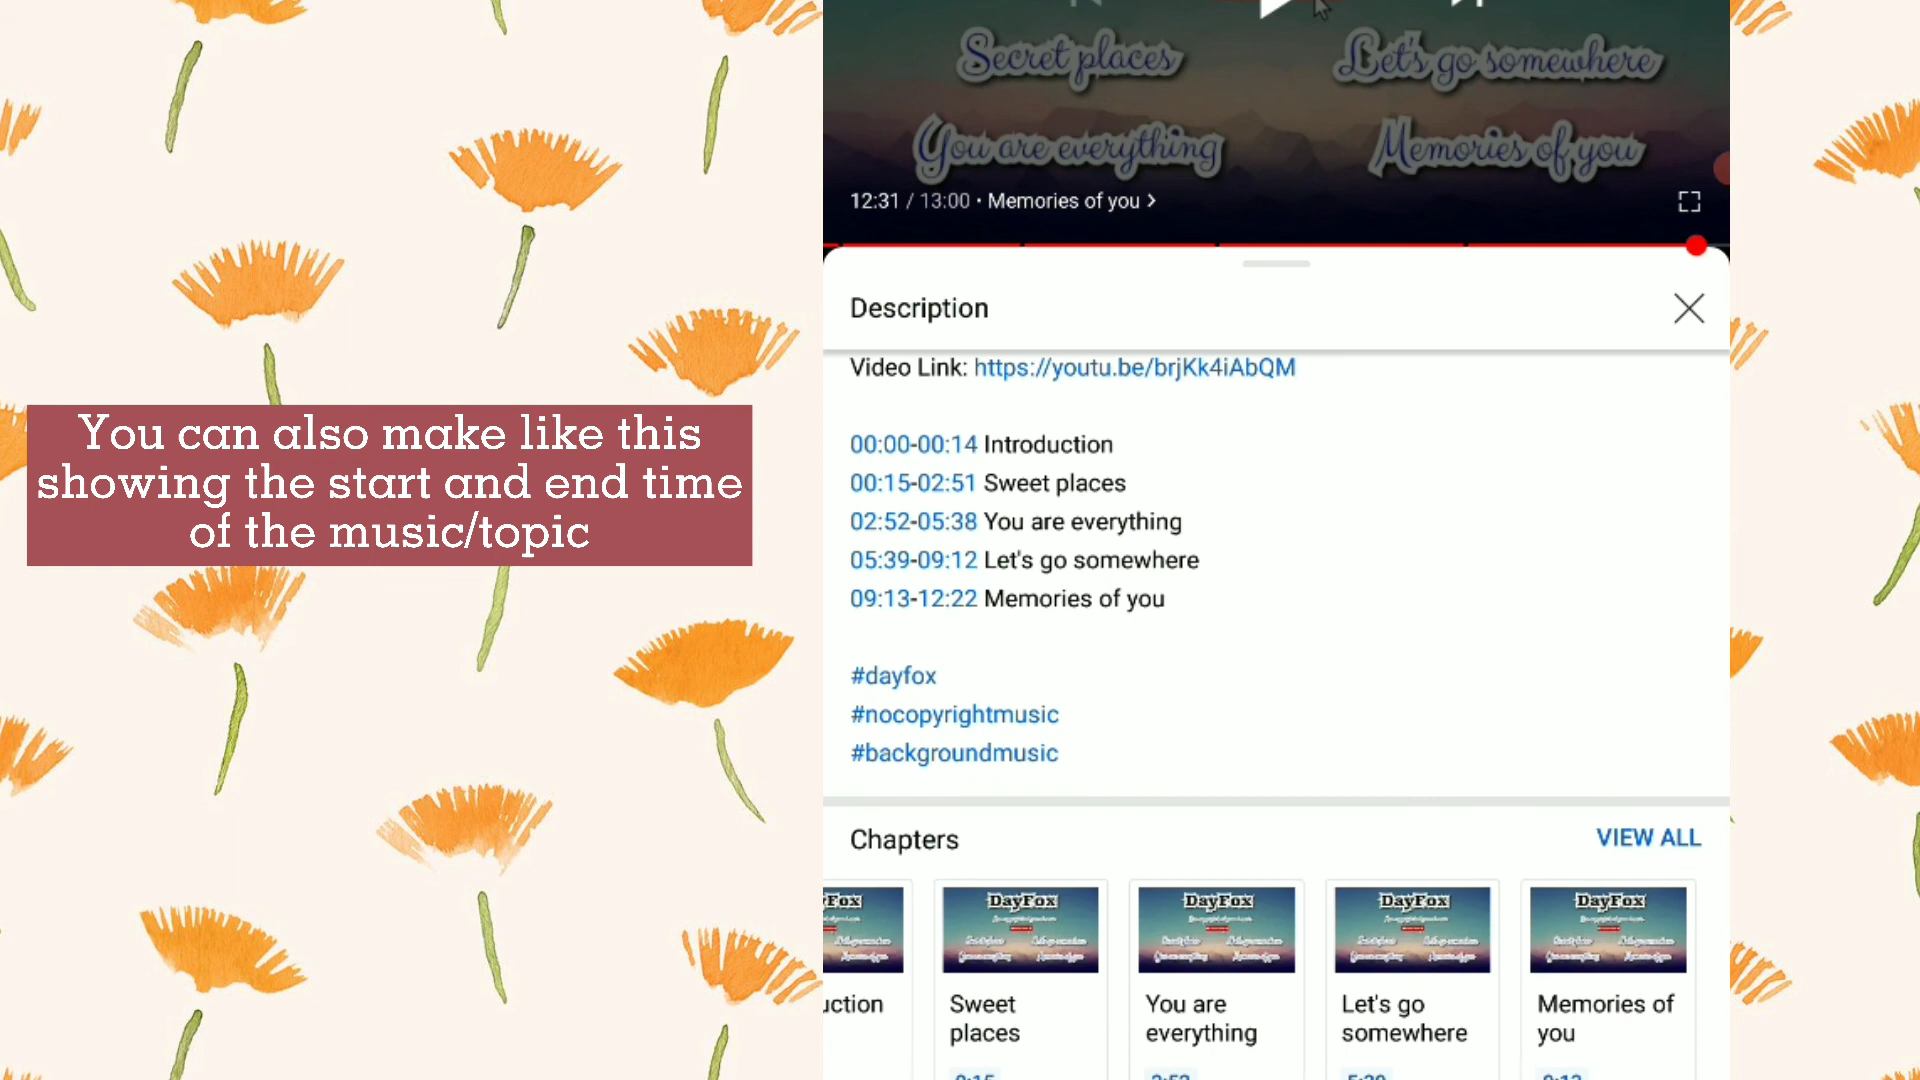 You can also make like this
showing the start and end time
of the music/topic
Secret places
Let's go somewhere
You are everything
Memories of you
12:31 / 13:00 • Memories of you >
Description
Video Link: https://youtu.be/brjKk4iAbQM
00:00-00:14 Introduction
00:15-02:51 Sweet places
02:52-05:38 You are everything
05:39-09:12 Let's go somewhere
09:13-12:22 Memories of you
#dayfox
#nocopyrightmusic
#backgroundmusic
Chapters
VIEW ALL
DayFox
DayFox
DayFox
DayFox
Sweet
places
You are
everything
Let's go
somewhere
Memories of
you